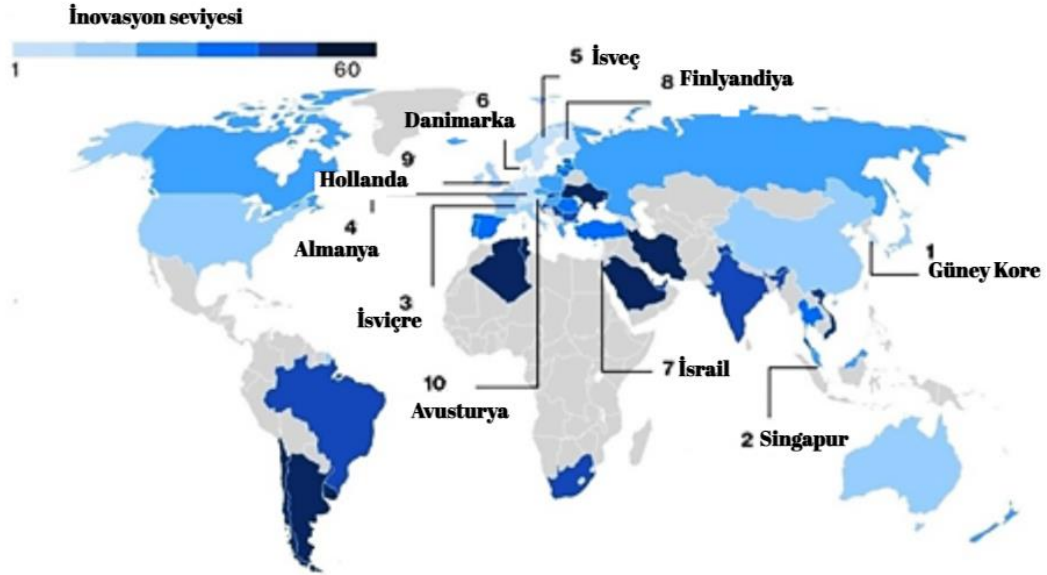 İnovasyon seviyesi
1 60
5 İsveç
8 Finlyandiya
6
Danimarka
9
Hollanda
4
Almanya
1
Güney Kore
3
İsviçre
7 İsrail
10
Avusturya
2 Singapur